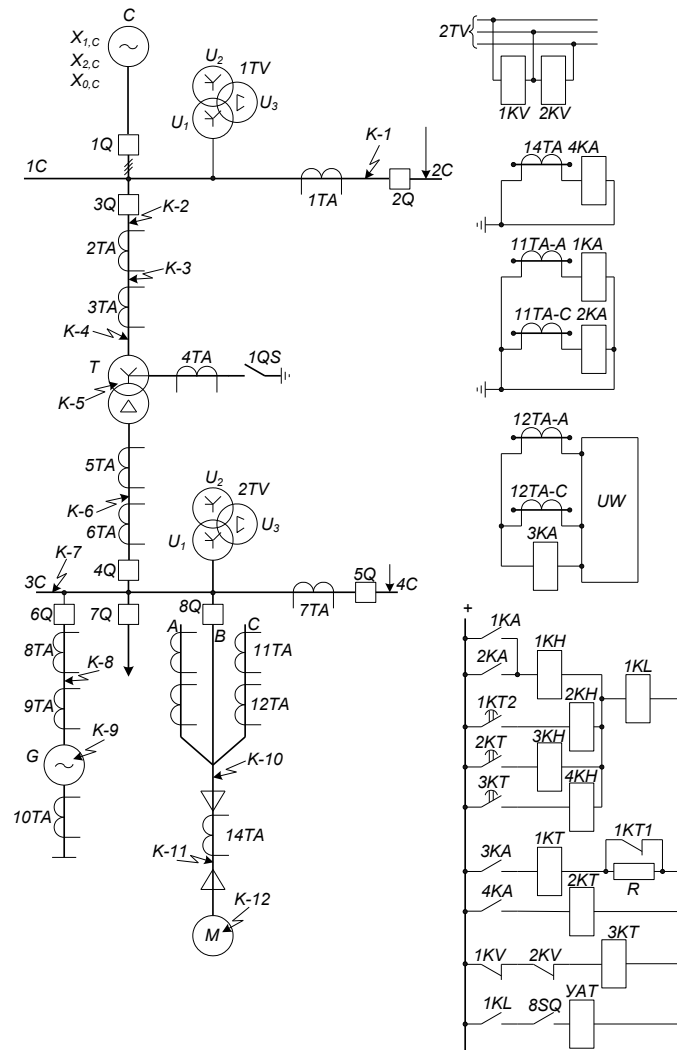 C
X1,C
X2,C
X0,C
U2
1TV
U3
U1
1Q
K-1
1C
2C
1TA
2Q
3Q
K-2
2TA
K-3
3TA
K-4
T
4TA
1QS
K-5
5TA
K-6
6TA
U2
2TV
U3
U1
K-7
4Q
3C
5Q
4C
7TA
6Q
7Q
8Q
A
B
C
8TA
K-8
11TA
9TA
12TA
G
K-9
K-10
10TA
14TA
K-11
K-12
M
2TV
1KV
2KV
14TA
4KA
11TA-A
1KA
11TA-C
2KA
12TA-A
12TA-C
UW
3KA
+
1KA
1KH
1KL
2KA
1KT2
2KH
2KT
3KH
3KT
4KH
3KA
1KT
1KT1
R
4KA
2KT
1KV
2KV
3KT
1KL
8SQ
УАТ